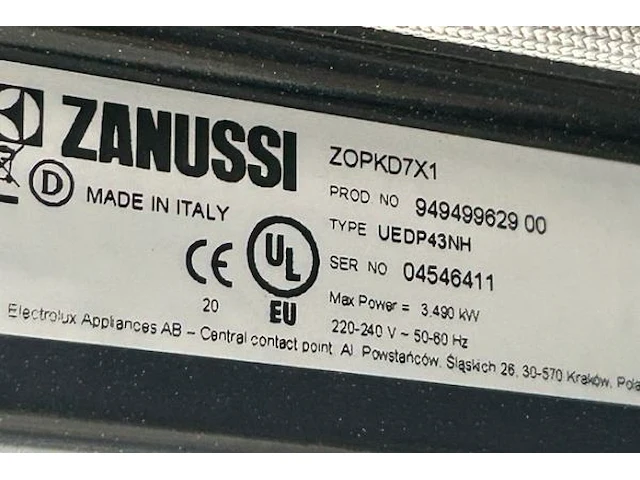 ZANUSSI
ZOPKD7X1
PROD NO 949499629 00
TYPE UEDP43NH
SER NO 04546411
Max Power = 3.490 kW
220-240 V ~ 50-60 Hz
D MADE IN ITALY
CE
20
UL
EU
Electrolux Appliances AB – Central contact point Al. Powstańców, Śląskich 26, 30-570 Kraków, Pola